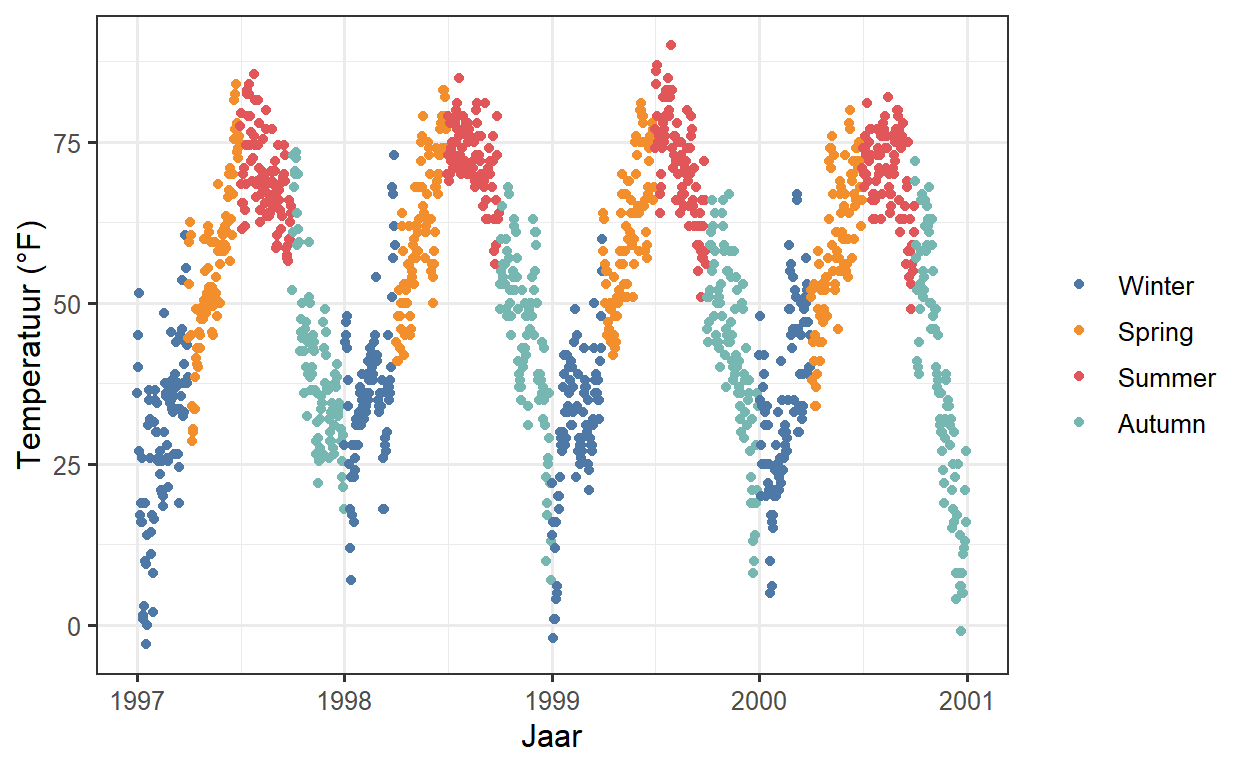 Temperatuur (°F)
75
50
25
0
1997 1998 1999 2000 2001
Jaar
Winter
Spring
Summer
Autumn